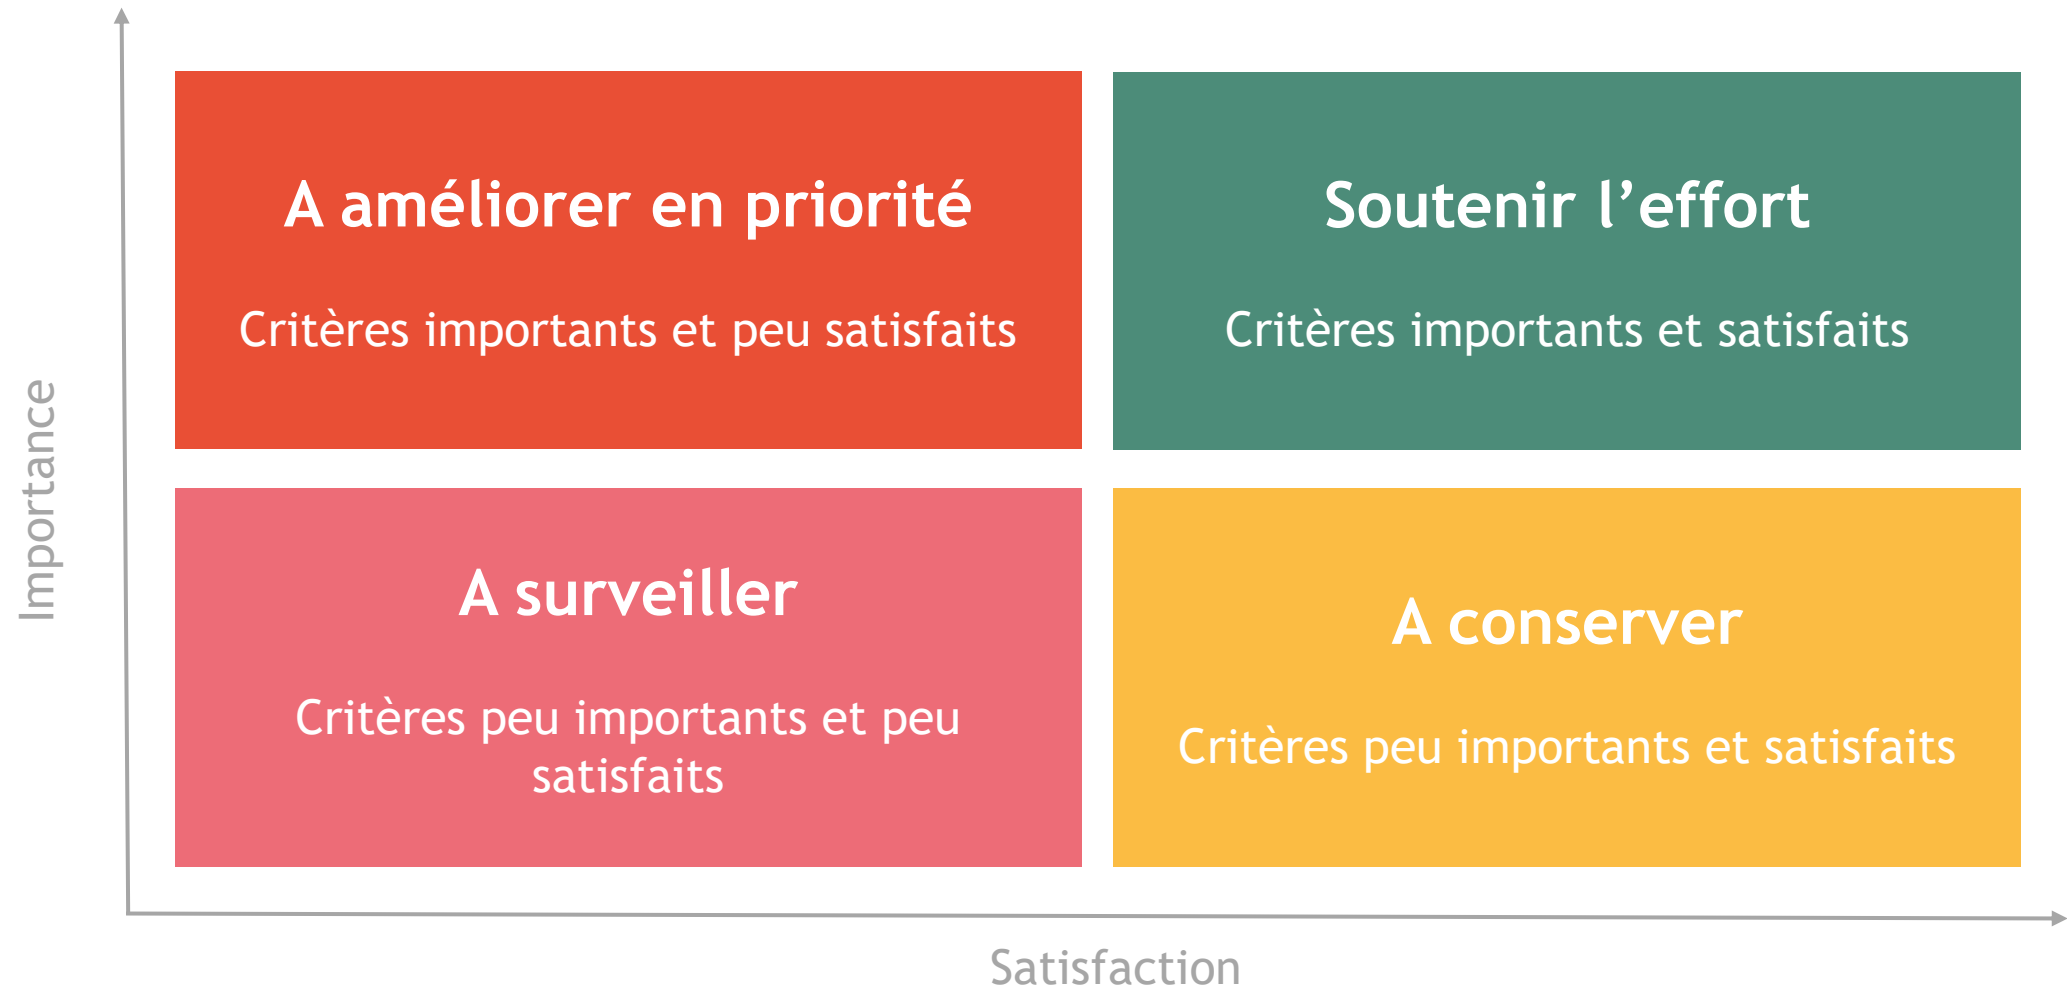 A améliorer en priorité
Critères importants et peu satisfaits
Soutenir l’effort
Critères importants et satisfaits
Importance
A surveiller
Critères peu importants et peu
satisfaits
A conserver
Critères peu importants et satisfaits
Satisfaction